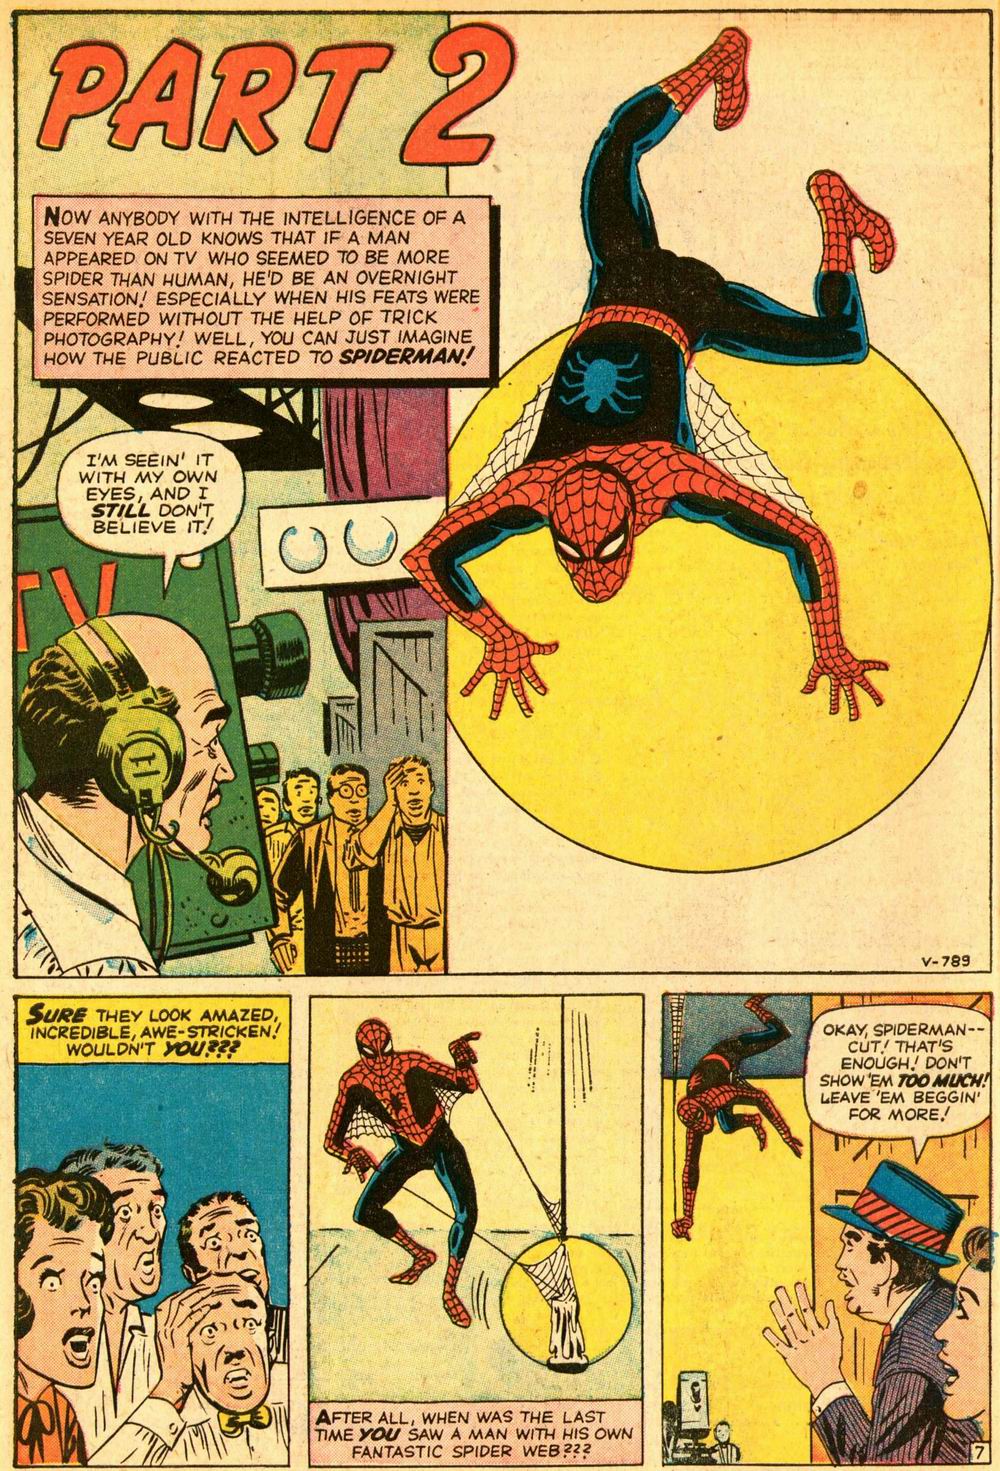 PART 2
NOW ANYBODY WITH THE INTELLIGENCE OF A
SEVEN YEAR OLD KNOWS THAT IF A MAN
APPEARED ON TV WHO SEEMED TO BE MORE
SPIDER THAN HUMAN, HE'D BE AN OVERNIGHT
SENSATION! ESPECIALLY WHEN HIS FEATS WERE
PERFORMED WITHOUT THE HELP OF TRICK
PHOTOGRAPHY! WELL, YOU CAN JUST IMAGINE
HOW THE PUBLIC REACTED TO SPIDERMAN!
I'M SEEIN' IT
WITH MY OWN
EYES, AND I
STILL DON'T
BELIEVE IT!
TV
V-789
SURE THEY LOOK AMAZED,
INCREDIBLE, AWE-STRICKEN!
WOULDN'T YOU???
AFTER ALL, WHEN WAS THE LAST
TIME YOU SAW A MAN WITH HIS OWN
FANTASTIC SPIDER WEB???
OKAY, SPIDERMAN--
CUT! THAT'S
ENOUGH! DON'T
SHOW 'EM TOO MUCH!
LEAVE 'EM BEGGIN'
FOR MORE!
7